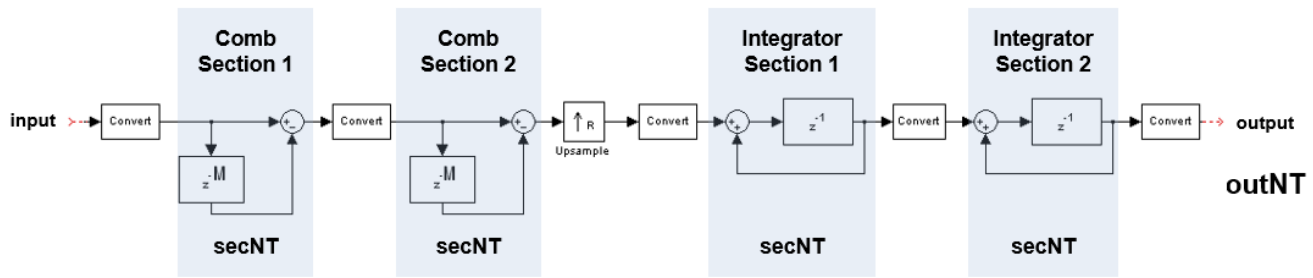 Comb
Section 1
Comb
Section 2
Integrator
Section 1
Integrator
Section 2
input
Convert
+
−
Convert
+
−
↑ R
Upsample
Convert
+
+
z-1
Convert
+
+
z-1
Convert
output
z-M
z-M
outNT
secNT
secNT
secNT
secNT